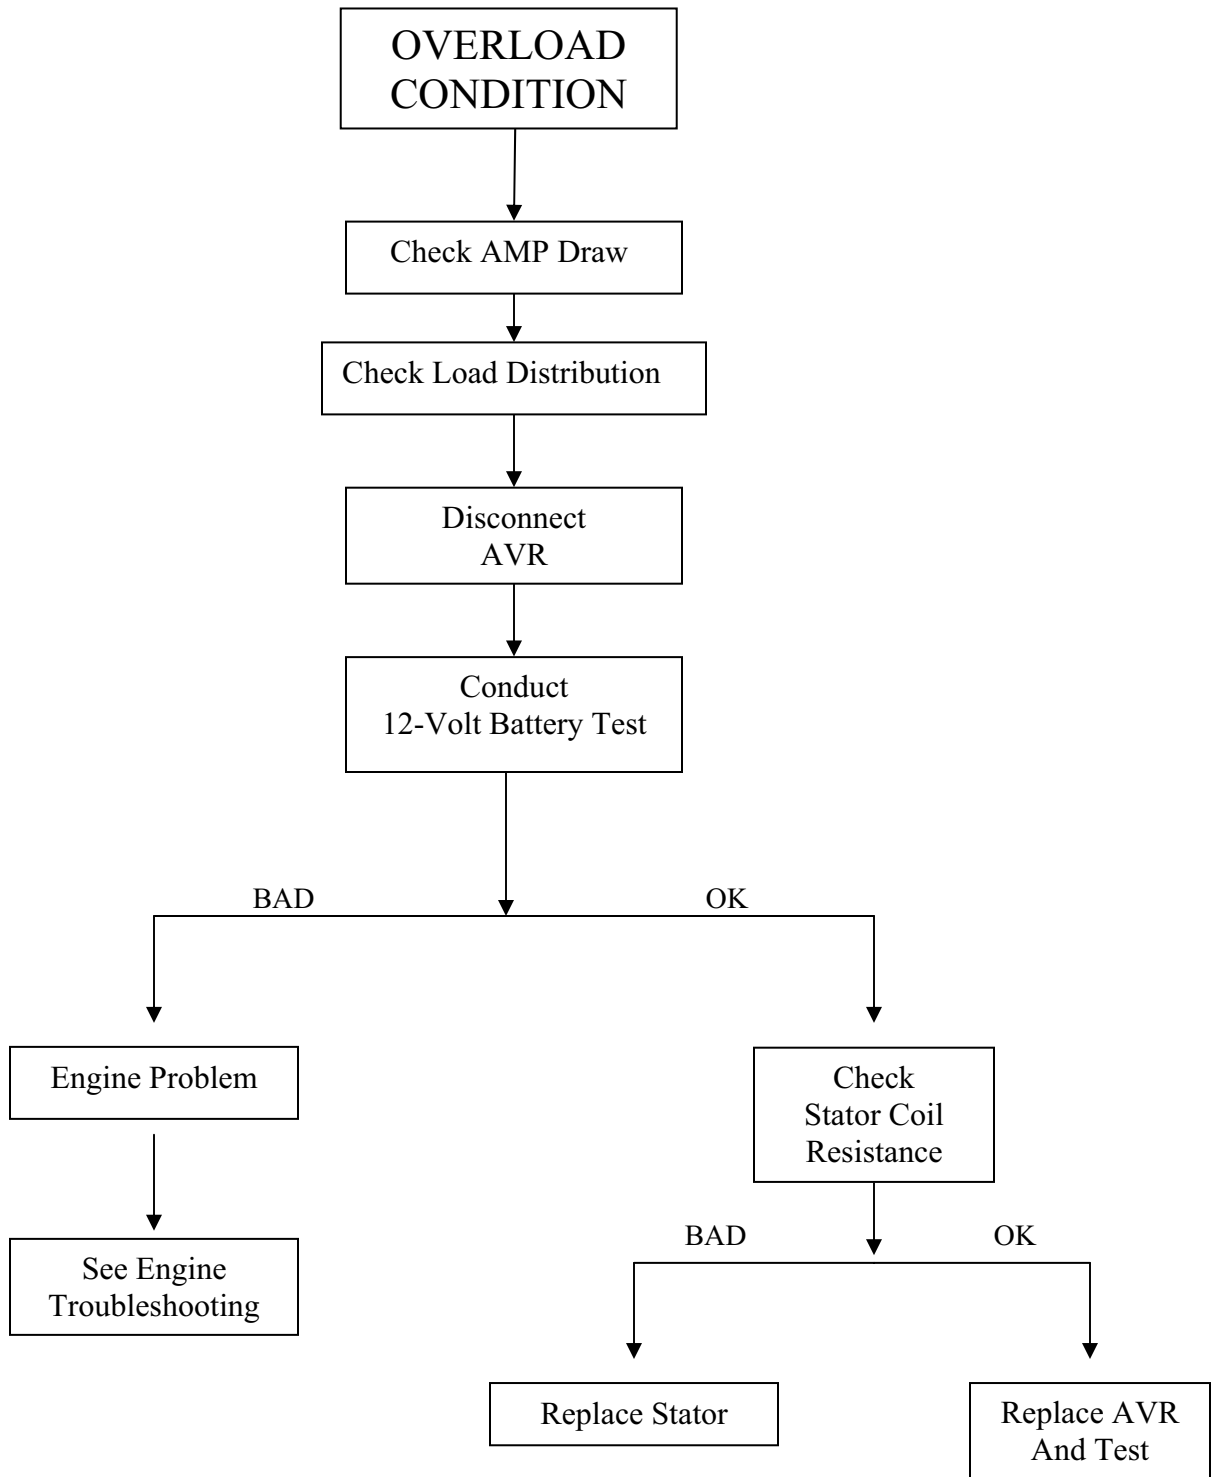 OVERLOAD
CONDITION
Check AMP Draw
Check Load Distribution
Disconnect
AVR
Conduct
12-Volt Battery Test
BAD
OK
Engine Problem
Check
Stator Coil
Resistance
See Engine
Troubleshooting
BAD
OK
Replace Stator
Replace AVR
And Test